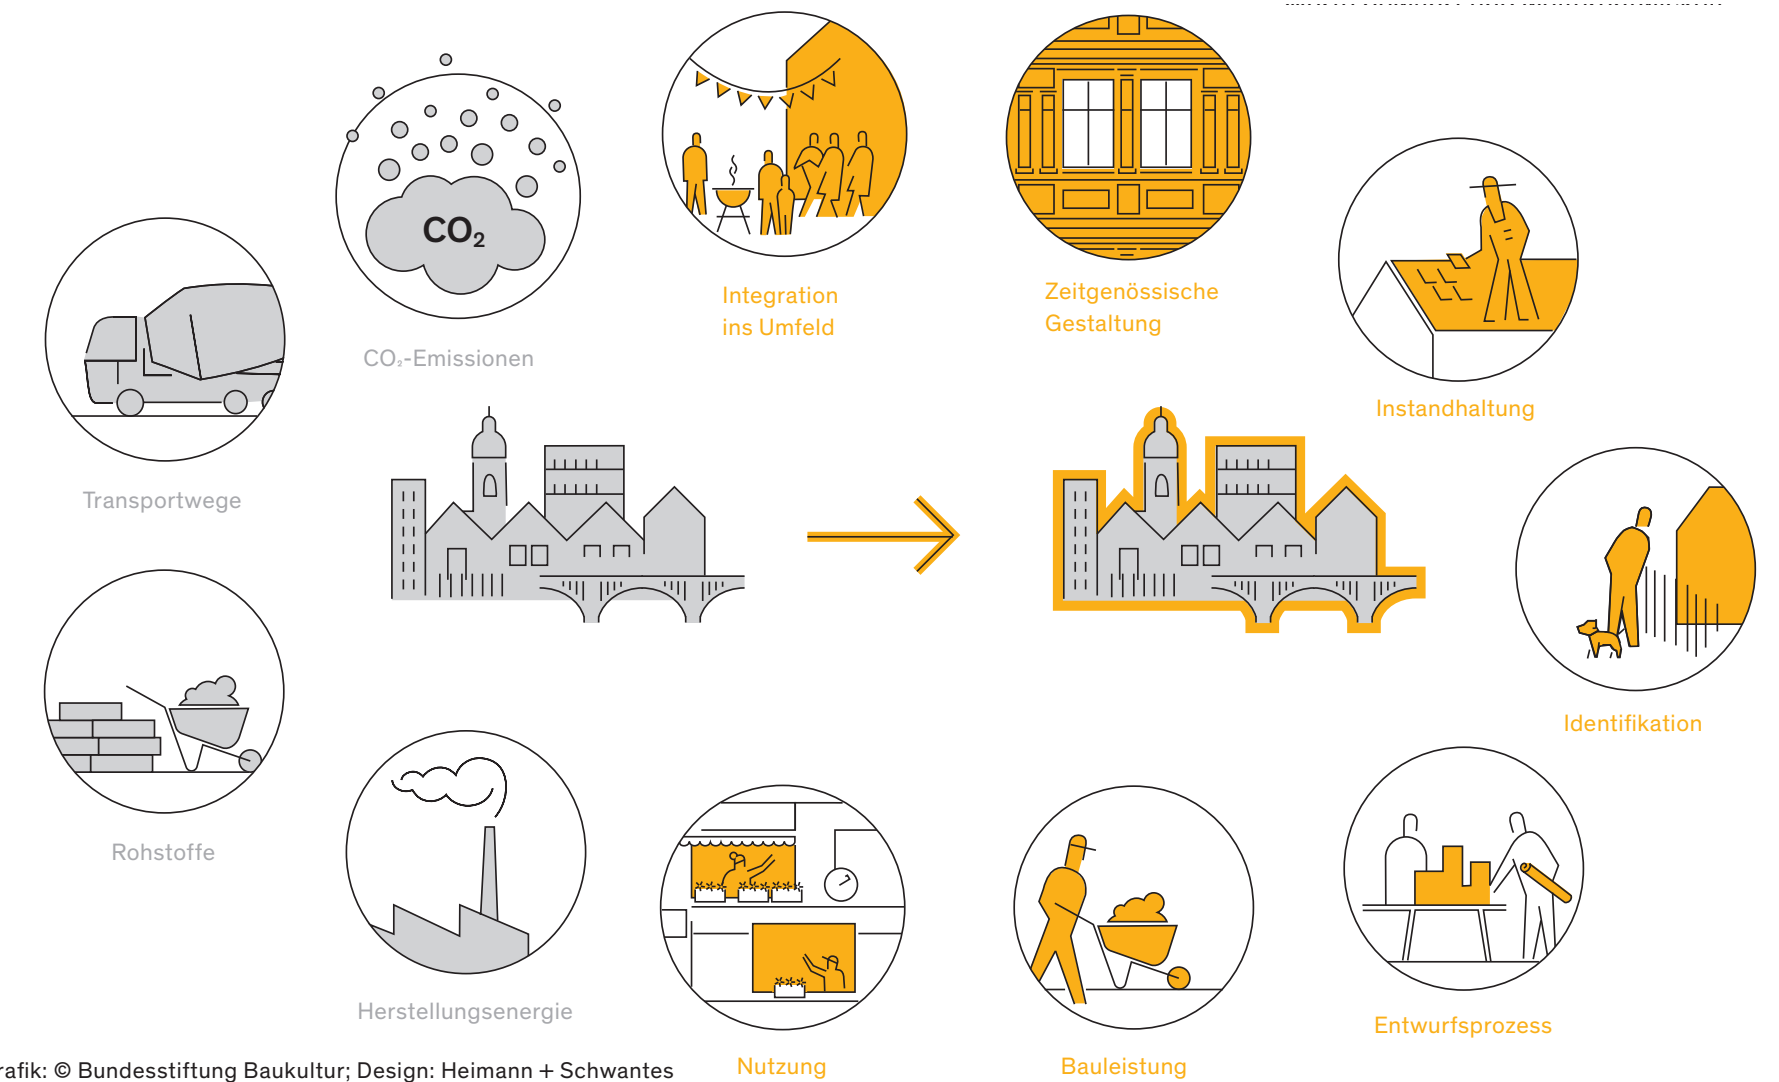 CO₂
CO₂-Emissionen
Integration
ins Umfeld
Zeitgenössische
Gestaltung
Instandhaltung
Transportwege
Identifikation
Rohstoffe
Herstellungsenergie
Nutzung
Bauleistung
Entwurfsprozess
rafik: © Bundesstiftung Baukultur; Design: Heimann + Schwantes